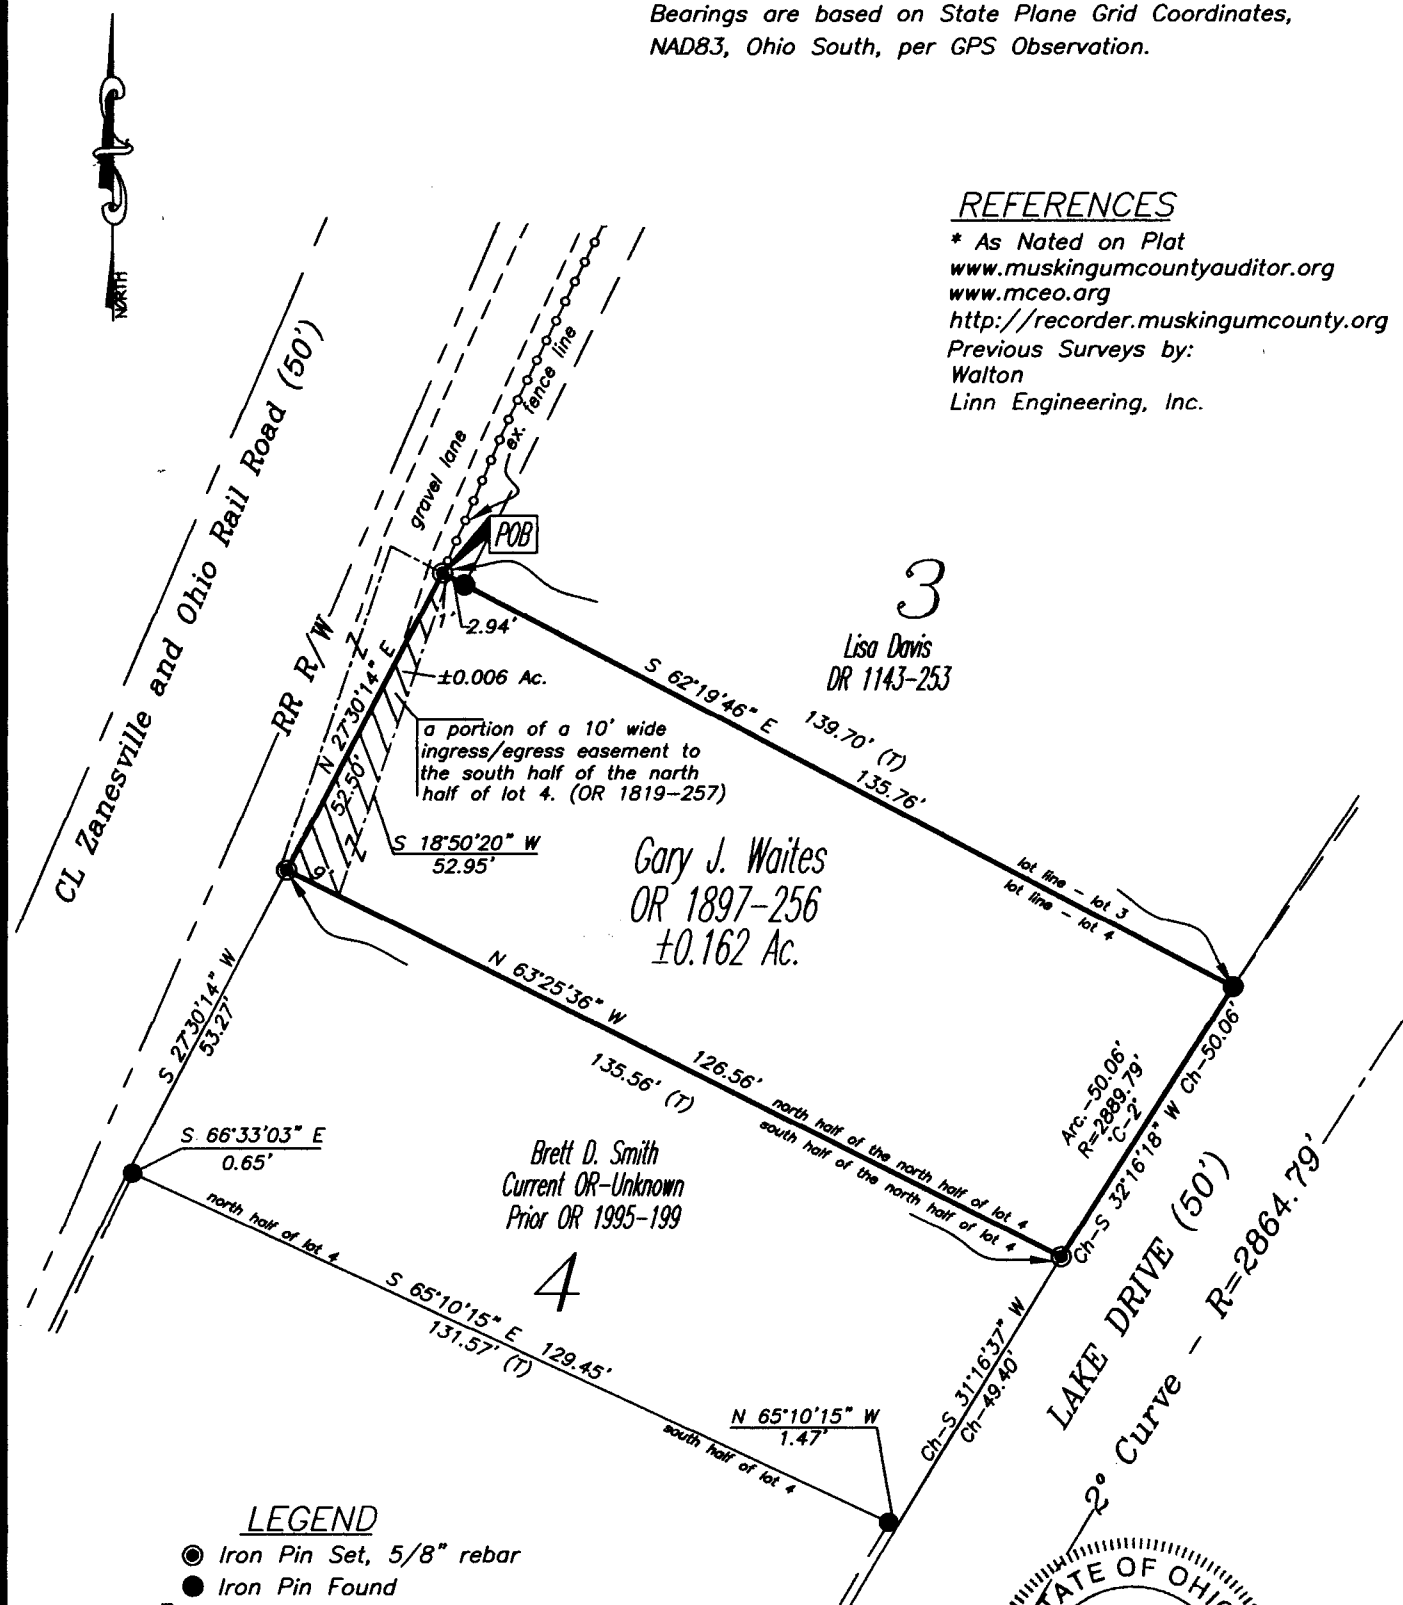 Bearings are based on State Plane Grid Coordinates,
NAD83, Ohio South, per GPS Observation.
NORTH
REFERENCES
* As Noted on Plat
www.muskingumcountyauditor.org
www.mceo.org
http://recorder.muskingumcounty.org
Previous Surveys by:
Walton
Linn Engineering, Inc.
CL Zanesville and Ohio Rail Road (50')
RR R/W
gravel lane
ex. fence line
POB
1'
2.94'
±0.006 Ac.
N 27°30'14" E
52.50'
a portion of a 10' wide
ingress/egress easement to
the south half of the north
half of lot 4. (OR 1819-257)
S 18°50'20" W
52.95'
9'
3
Lisa Davis
DR 1143-253
S 62°19'46" E
139.70' (T)
135.76'
lot line - lot 3
lot line - lot 4
Gary J. Waites
OR 1897-256
±0.162 Ac.
N 63°25'36" W
126.56'
135.56' (T)
north half of the north half of lot 4
south half of the north half of lot 4
Arc.-50.06'
R=2889.79'
"C-2"
Ch-S 32°16'18" W Ch-50.06'
S 27°30'14" W
53.27'
S 66°33'03" E
0.65'
Brett D. Smith
Current OR-Unknown
Prior OR 1995-199
4
north half of lot 4
S 65°10'15" E
129.45'
131.57' (T)
south half of lot 4
N 65°10'15" W
1.47'
Ch-S 31°16'37" W
Ch-49.40'
LAKE DRIVE (50')
2° Curve - R=2864.79'
LEGEND
Iron Pin Set, 5/8" rebar
Iron Pin Found
STATE OF OHIO